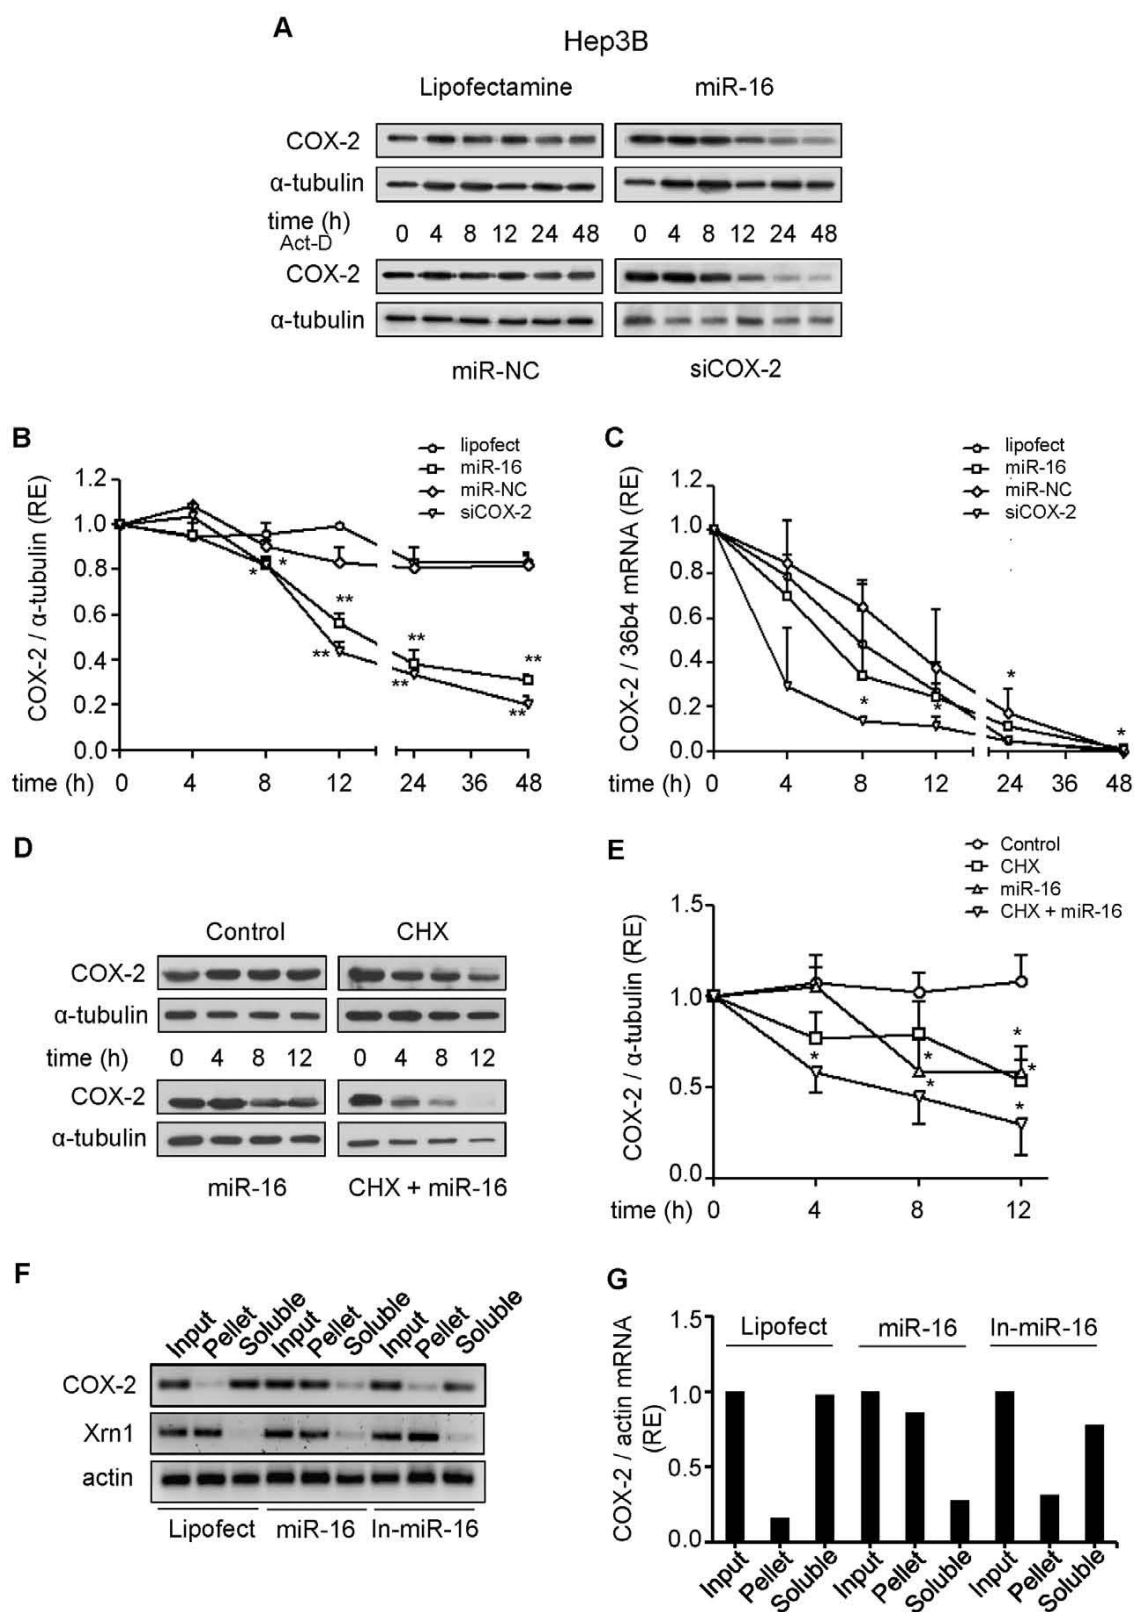 A
Hep3B
Lipofectamine miR-16
COX-2
α-tubulin
time (h) 0 4 8 12 24 48 0 4 8 12 24 48
Act-D
COX-2
α-tubulin
miR-NC siCOX-2
B
lipofect
miR-16
miR-NC
siCOX-2
COX-2 / α-tubulin (RE)
1.2
1.0
0.8
0.6
0.4
0.2
0.0
* *
** ** **
** ** **
time (h) 0 4 8 12 24 36 48
C
lipofect
miR-16
miR-NC
siCOX-2
COX-2 / 36b4 mRNA (RE)
1.2
1.0
0.8
0.6
0.4
0.2
0.0
* * * *
time (h) 0 4 8 12 24 36 48
D
Control CHX
COX-2
α-tubulin
time (h) 0 4 8 12 0 4 8 12
COX-2
α-tubulin
miR-16 CHX + miR-16
E
Control
CHX
miR-16
CHX + miR-16
COX-2 / α-tubulin (RE)
1.5
1.0
0.5
0.0
* * * * * *
time (h) 0 4 8 12
F
Input Pellet Soluble Input Pellet Soluble Input Pellet Soluble
COX-2
Xrn1
actin
Lipofect miR-16 In-miR-16
G
COX-2 / actin mRNA
(RE)
1.5
1.0
0.5
0.0
Lipofect miR-16 In-miR-16
Input Pellet Soluble Input Pellet Soluble Input Pellet Soluble